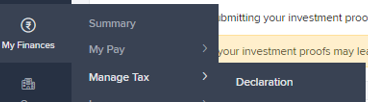 Summary
ubmitting your investment proo
My Finances
My Pay
your investment proofs may lea
Manage Tax
Declaration